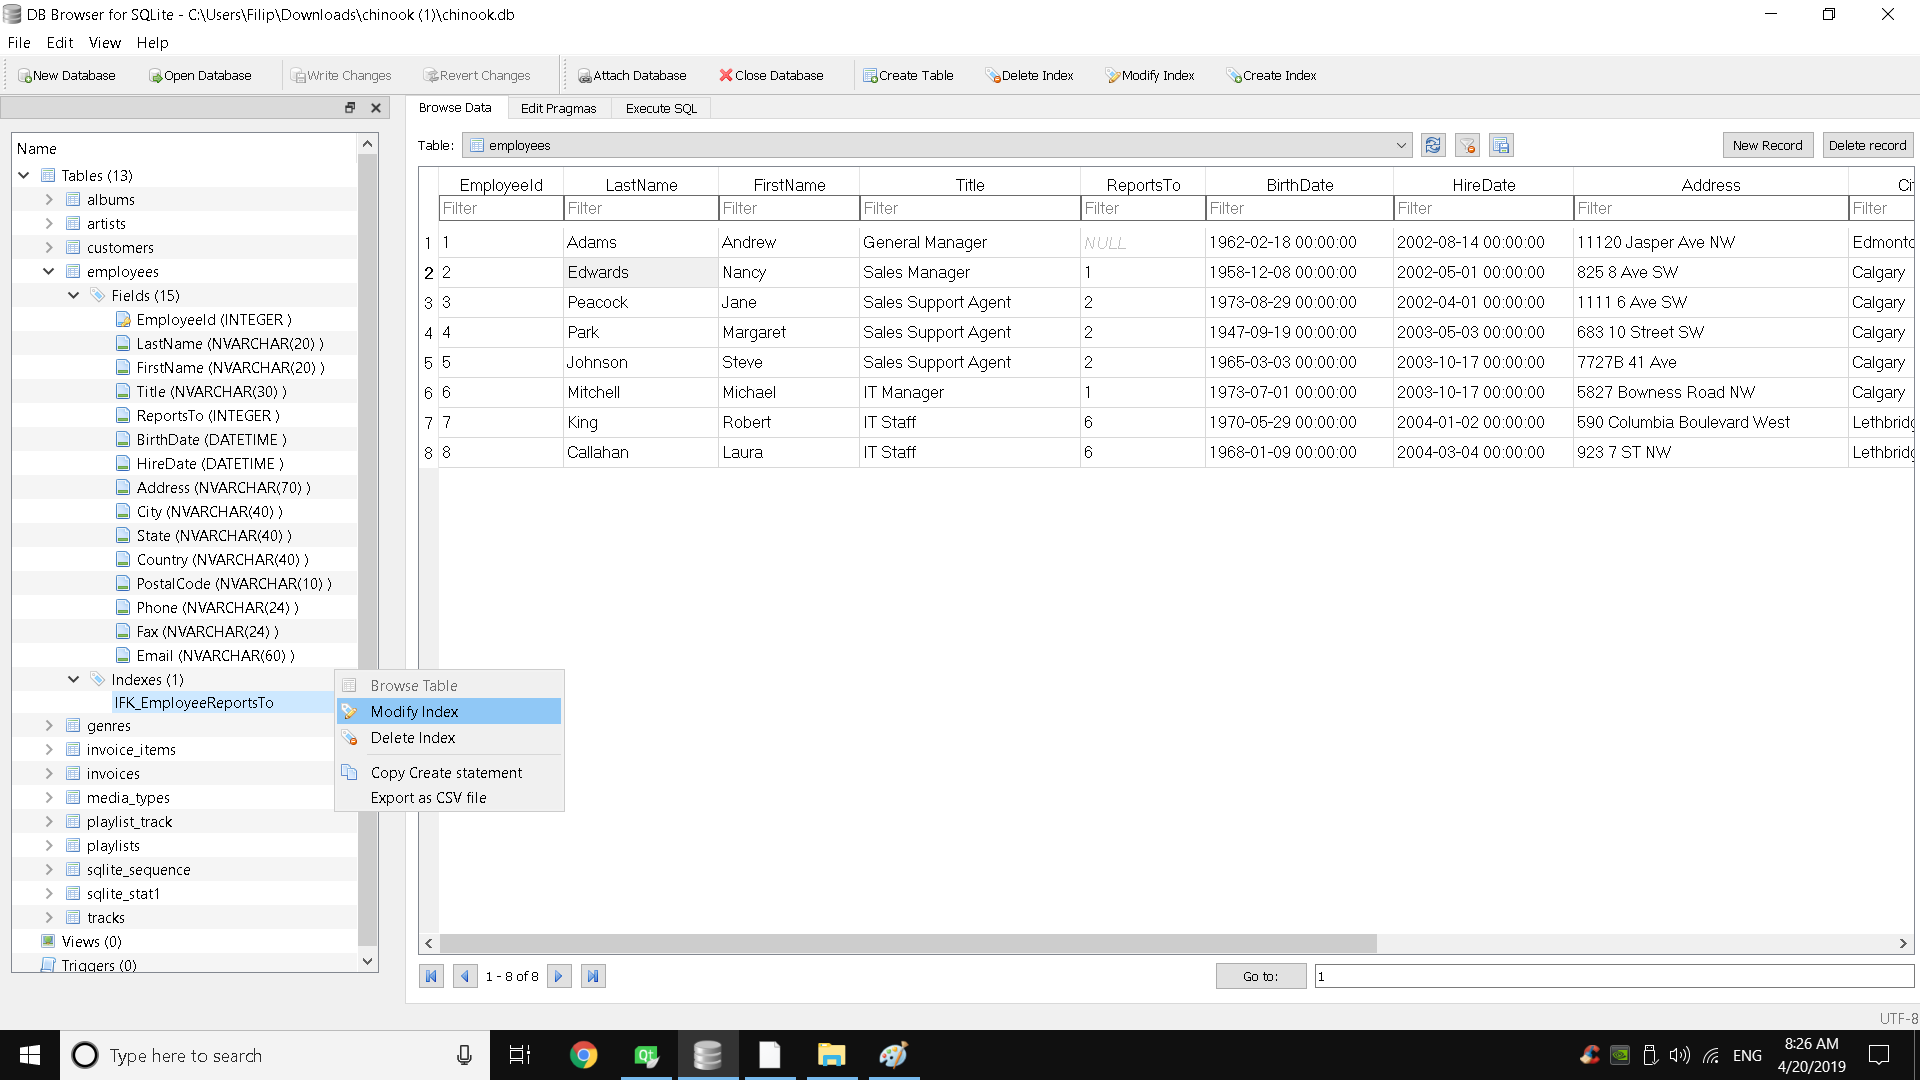 DB Browser for SQLite - C:\Users\Filip\Downloads\chinook (1)\chinook.db
File Edit View Help
New Database Open Database Write Changes Revert Changes Attach Database Close Database Create Table Delete Index Modify Index Create Index
Browse Data Edit Pragmas Execute SQL
Table: employees New Record Delete record
Name
Tables (13)
albums
artists
customers
employees
Fields (15)
EmployeeId (INTEGER )
LastName (NVARCHAR(20) )
FirstName (NVARCHAR(20) )
Title (NVARCHAR(30) )
ReportsTo (INTEGER )
BirthDate (DATETIME )
HireDate (DATETIME )
Address (NVARCHAR(70) )
City (NVARCHAR(40) )
State (NVARCHAR(40) )
Country (NVARCHAR(40) )
PostalCode (NVARCHAR(10) )
Phone (NVARCHAR(24) )
Fax (NVARCHAR(24) )
Email (NVARCHAR(60) )
Indexes (1)
IFK_EmployeeReportsTo
genres
invoice_items
invoices
media_types
playlist_track
playlists
sqlite_sequence
sqlite_stat1
tracks
Views (0)
Triggers (0)
Browse Table
Modify Index
Delete Index
Copy Create statement
Export as CSV file
EmployeeId LastName FirstName Title ReportsTo BirthDate HireDate Address Cit
Filter Filter Filter Filter Filter Filter Filter Filter Filter
1 1 Adams Andrew General Manager NULL 1962-02-18 00:00:00 2002-08-14 00:00:00 11120 Jasper Ave NW Edmonto
2 2 Edwards Nancy Sales Manager 1 1958-12-08 00:00:00 2002-05-01 00:00:00 825 8 Ave SW Calgary
3 3 Peacock Jane Sales Support Agent 2 1973-08-29 00:00:00 2002-04-01 00:00:00 1111 6 Ave SW Calgary
4 4 Park Margaret Sales Support Agent 2 1947-09-19 00:00:00 2003-05-03 00:00:00 683 10 Street SW Calgary
5 5 Johnson Steve Sales Support Agent 2 1965-03-03 00:00:00 2003-10-17 00:00:00 7727B 41 Ave Calgary
6 6 Mitchell Michael IT Manager 1 1973-07-01 00:00:00 2003-10-17 00:00:00 5827 Bowness Road NW Calgary
7 7 King Robert IT Staff 6 1970-05-29 00:00:00 2004-01-02 00:00:00 590 Columbia Boulevard West Lethbridg
8 8 Callahan Laura IT Staff 6 1968-01-09 00:00:00 2004-03-04 00:00:00 923 7 ST NW Lethbridg
1 - 8 of 8 Go to: 1
UTF-8
Type here to search Qt ENG 8:26 AM
4/20/2019